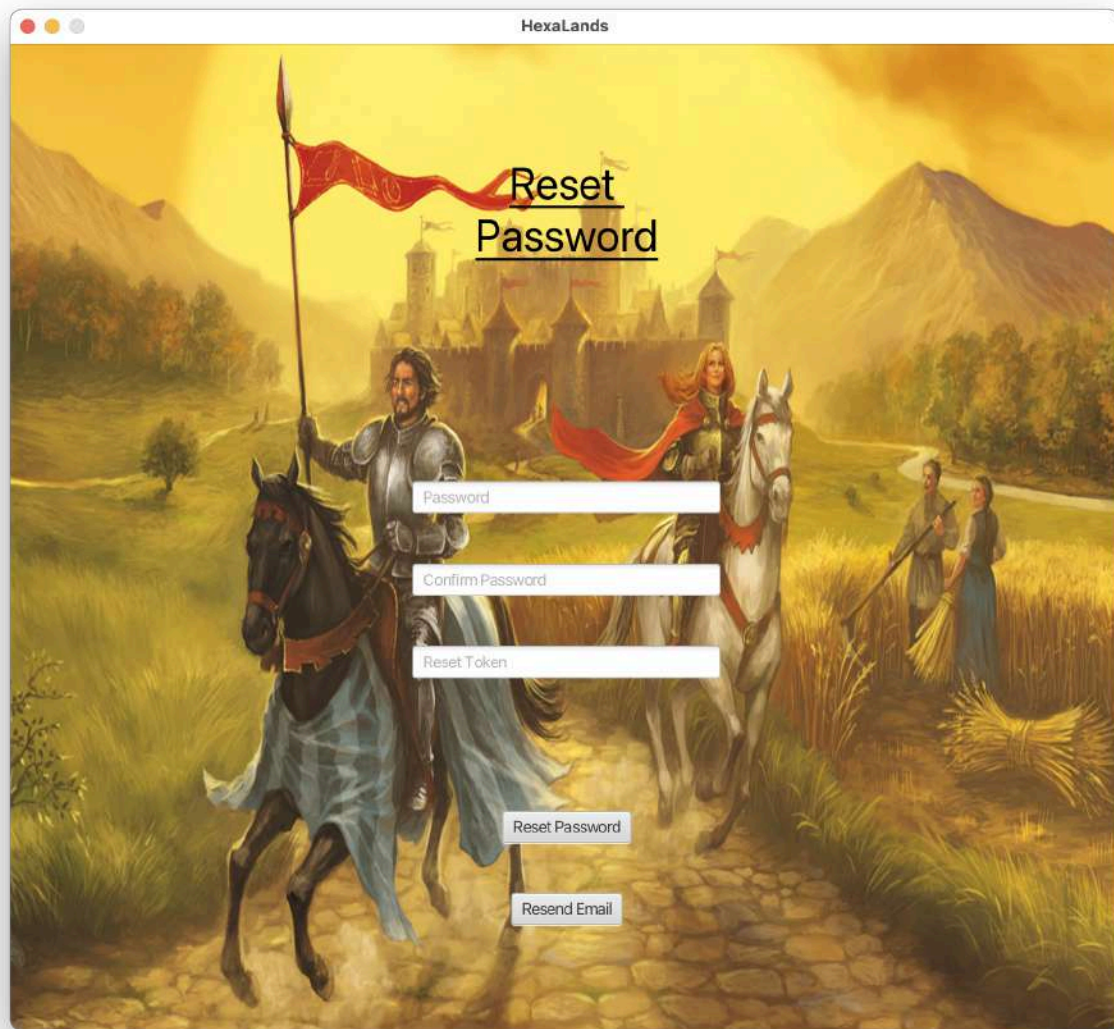 HexaLands
Reset
Password
Password
Confirm Password
Reset Token
Reset Password
Resend Email